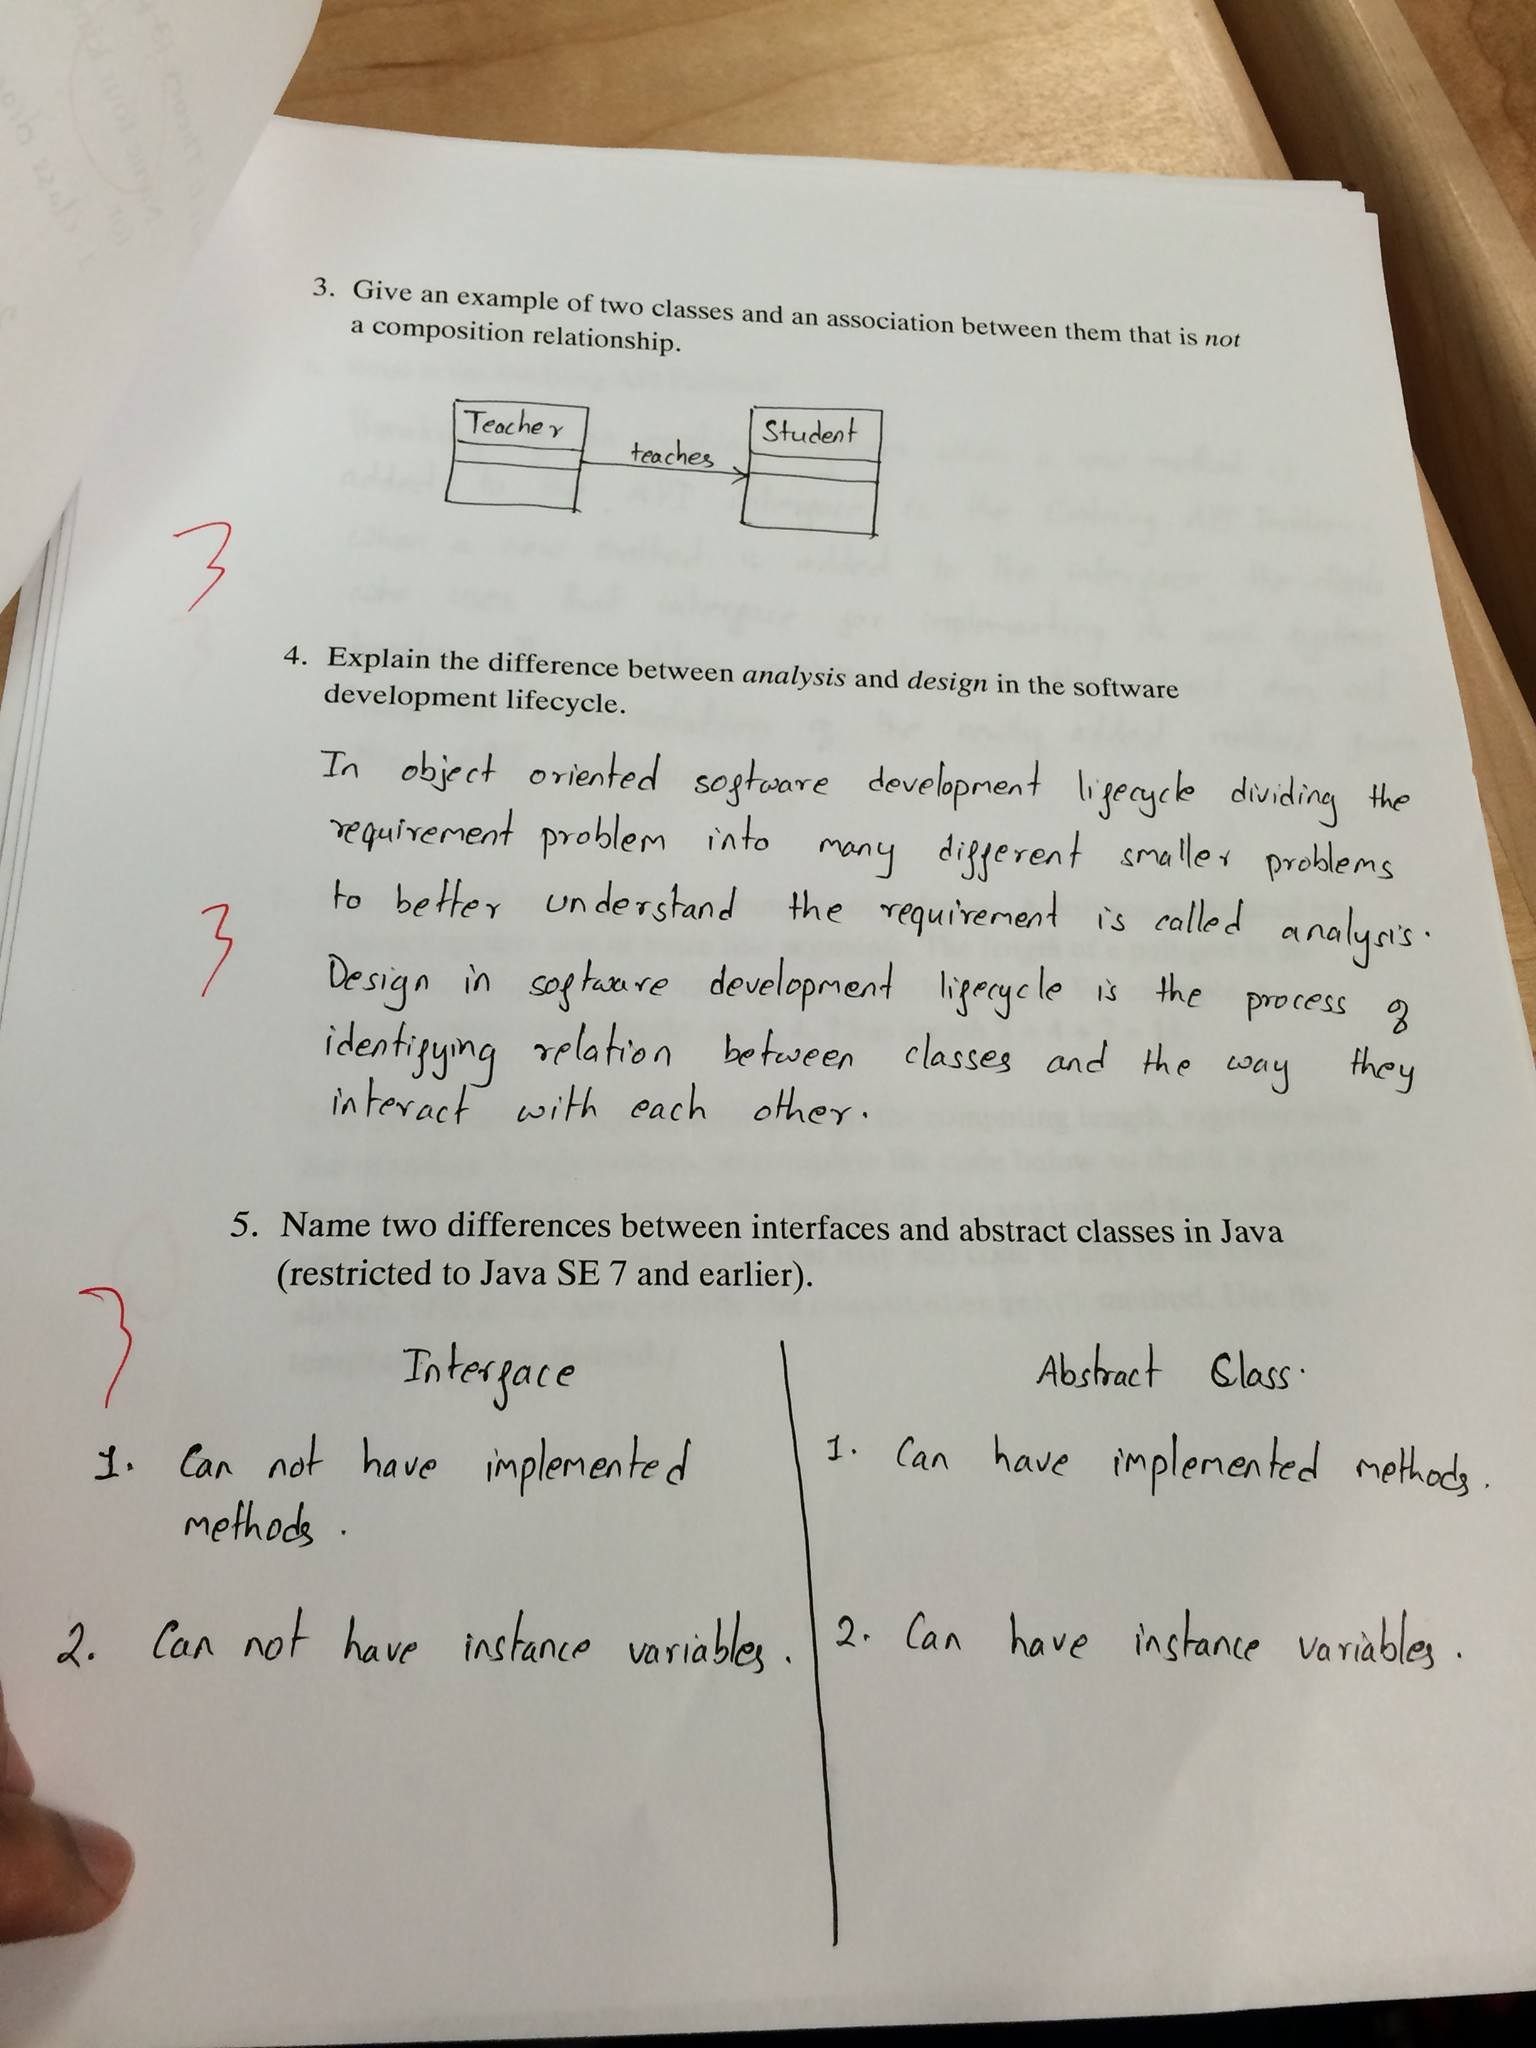 3. Give an example of two classes and an association between them that is not
a composition relationship.
Teacher
teaches
Student
3
4. Explain the difference between analysis and design in the software
development lifecycle.
In object oriented software development lifecycle dividing the
requirement problem into many different smaller problems
to better understand the requirement is called analysis.
3
Design in software development lifecycle is the process of
identifying relation between classes and the way they
interact with each other.
5. Name two differences between interfaces and abstract classes in Java
(restricted to Java SE 7 and earlier).
3
Interface
Abstract Class.
1. Can not have implemented
methods.
1. Can have implemented methods.
2. Can not have instance variables.
2. Can have instance variables.